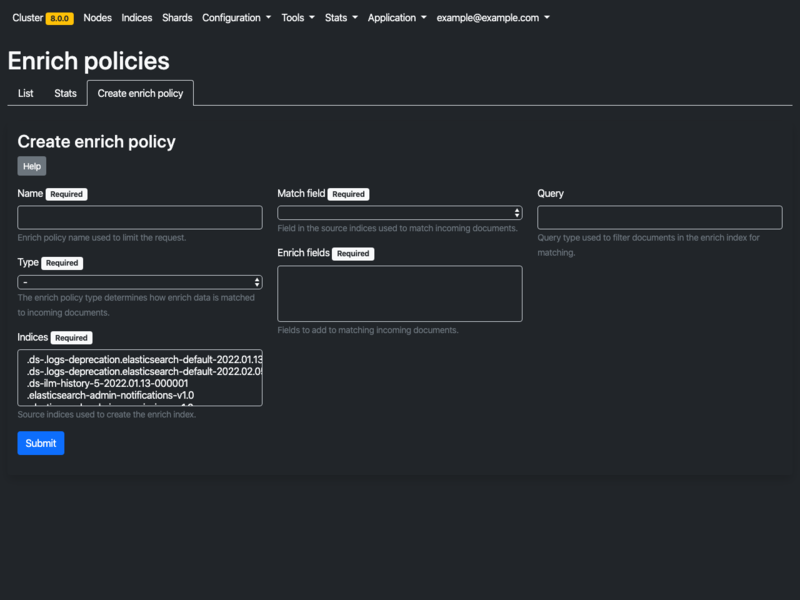 Cluster 8.0.0 Nodes Indices Shards Configuration Tools Stats Application example@example.com
Enrich policies
List Stats Create enrich policy
Create enrich policy
Help
Name Required
Enrich policy name used to limit the request.
Type Required
-
The enrich policy type determines how enrich data is matched
to incoming documents.
Indices Required
.ds-.logs-deprecation.elasticsearch-default-2022.01.13
.ds-.logs-deprecation.elasticsearch-default-2022.02.0
.ds-ilm-history-5-2022.01.13-000001
.elasticsearch-admin-notifications-v1.0
Source indices used to create the enrich index.
Submit
Match field Required
Field in the source indices used to match incoming documents.
Enrich fields Required
Fields to add to matching incoming documents.
Query
Query type used to filter documents in the enrich index for
matching.